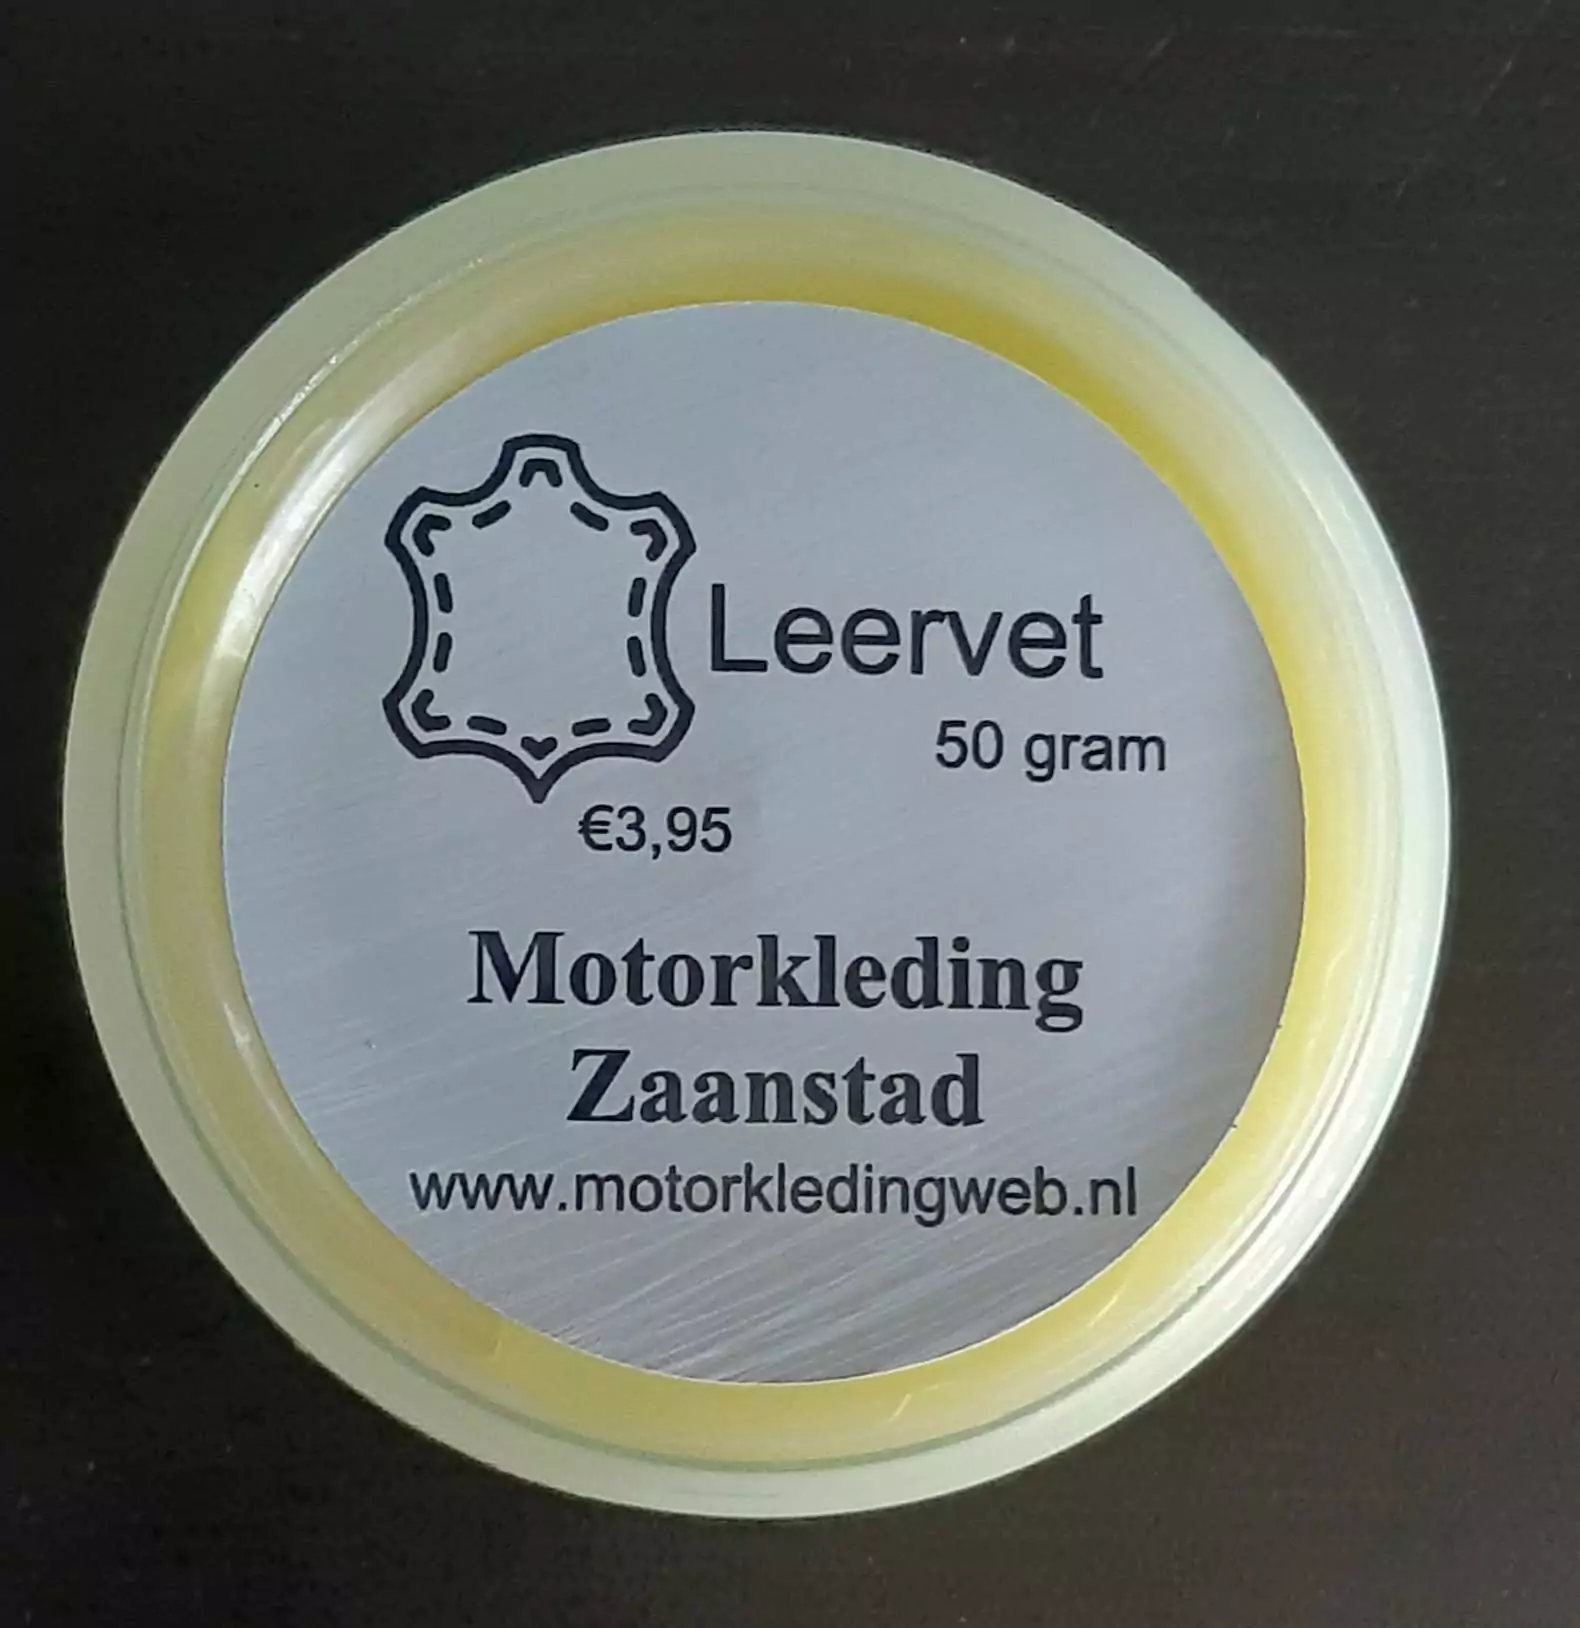 Leervet
50 gram
€3,95
Motorkleding
Zaanstad
www.motorkledingweb.nl